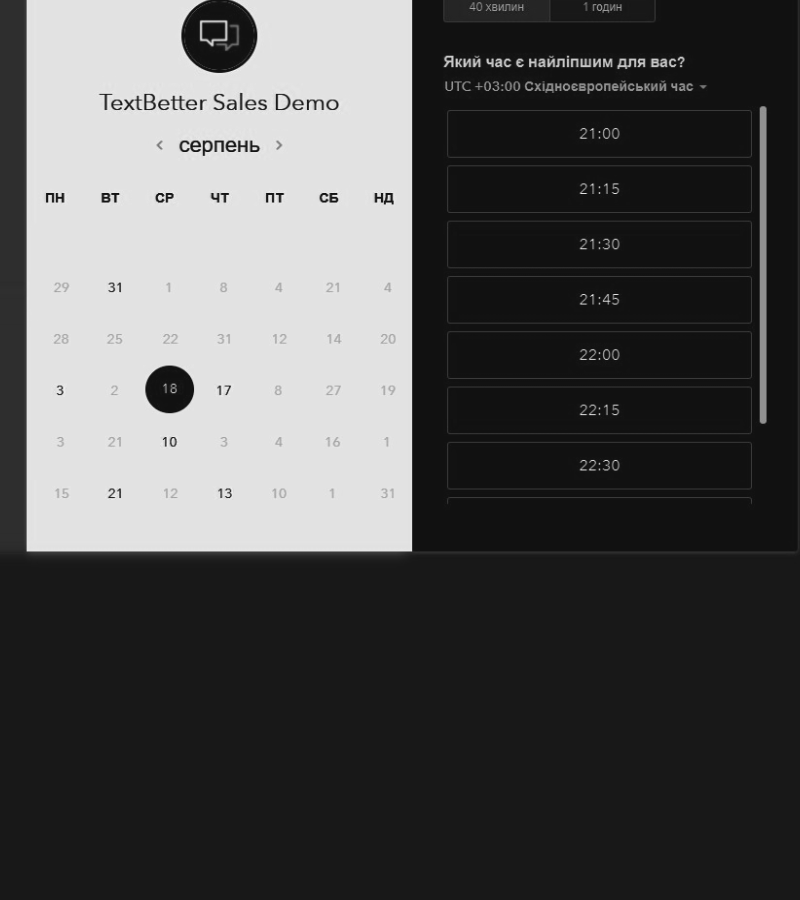 TextBetter Sales Demo
серпень
ПН ВТ СР ЧТ ПТ СБ НД
29 31 1 8 4 21 4
28 25 22 31 12 14 20
3 2 18 17 8 27 19
3 21 10 3 4 16 1
15 21 12 13 10 1 31
40 хвилин 1 годин
Який час є найліпшим для вас?
UTC +03:00 Східноєвропейський час
21:00
21:15
21:30
21:45
22:00
22:15
22:30